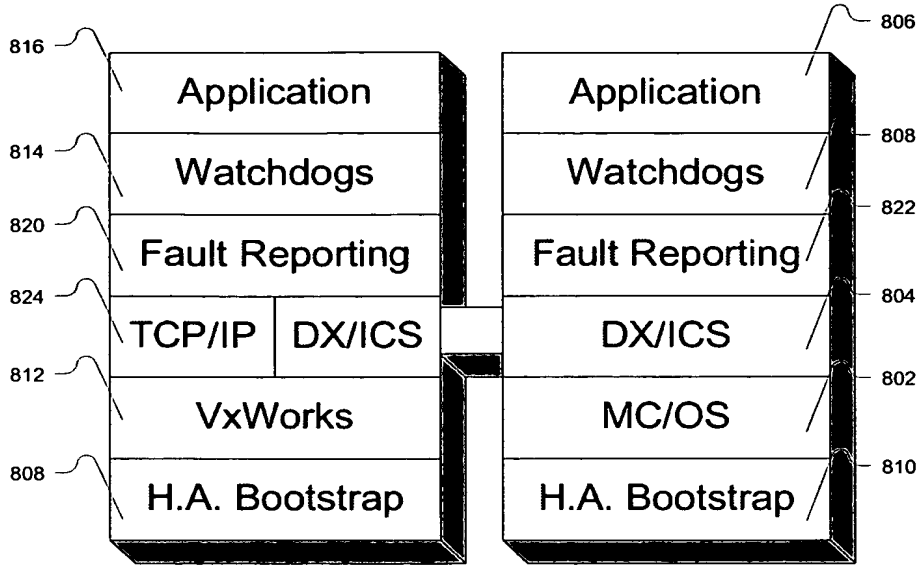 816
806
Application
Application
814
808
Watchdogs
Watchdogs
820
822
Fault Reporting
Fault Reporting
824
804
TCP/IP
DX/ICS
DX/ICS
812
802
VxWorks
MC/OS
808
810
H.A. Bootstrap
H.A. Bootstrap